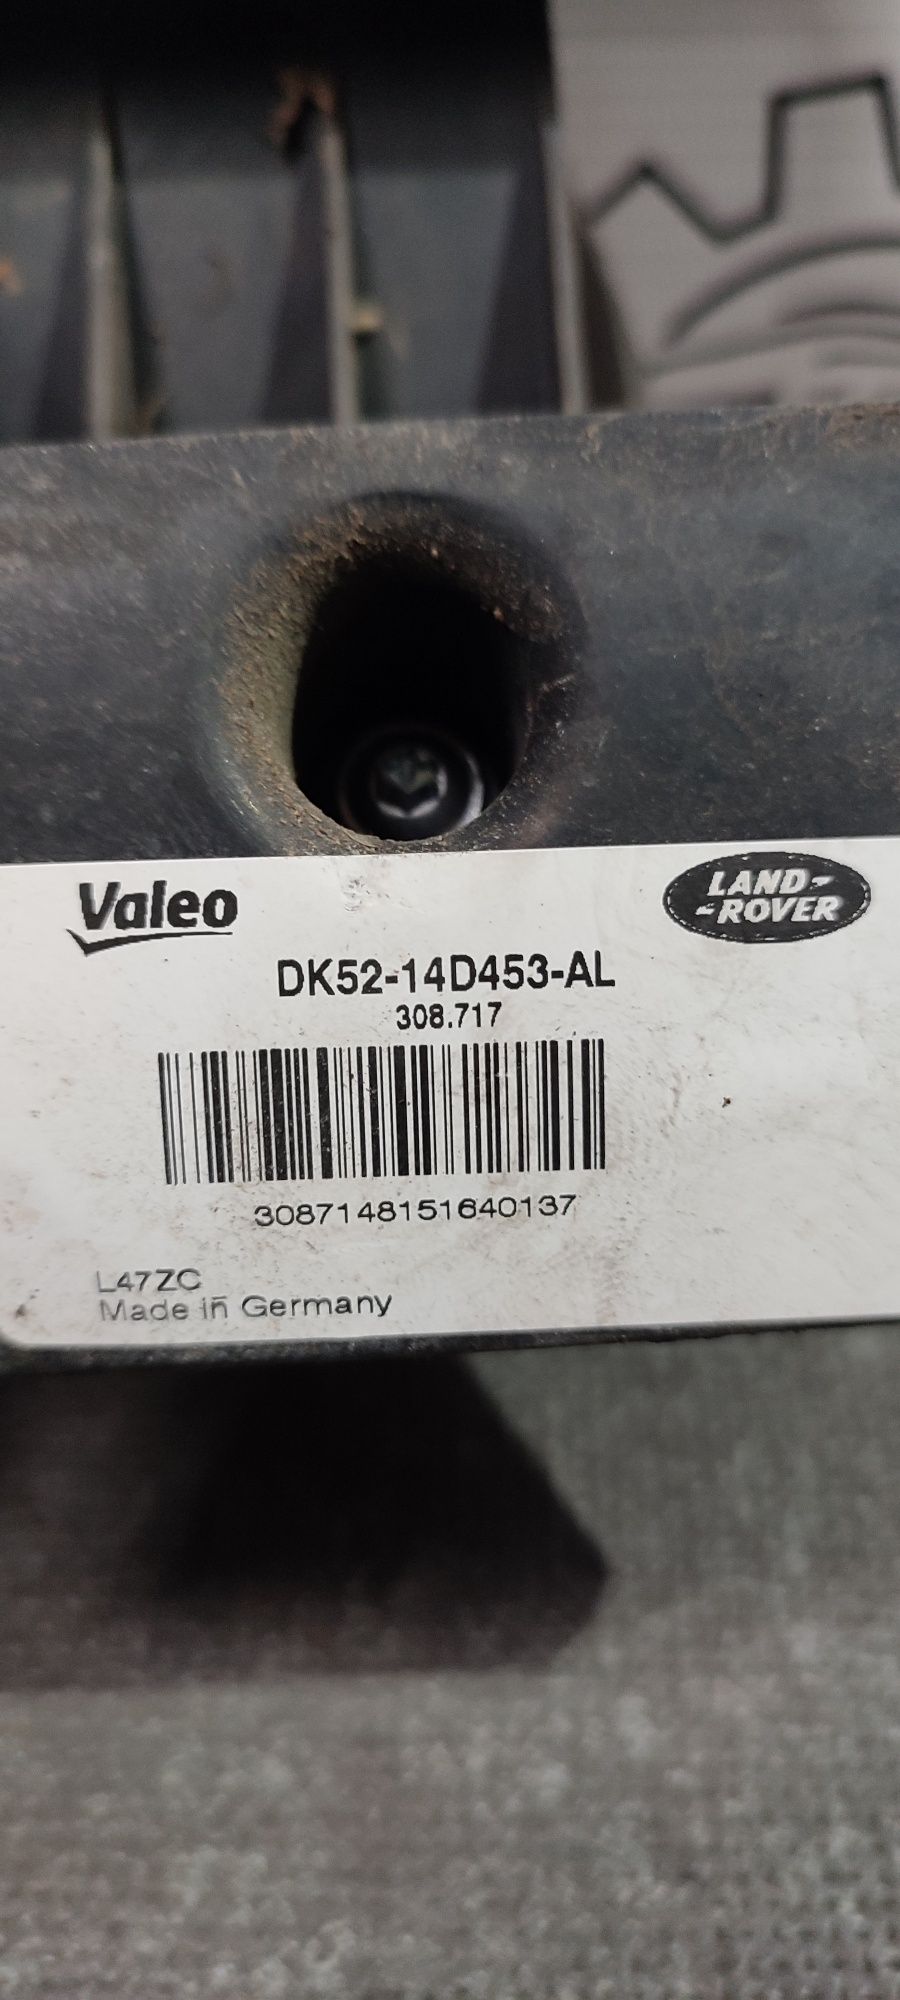 Valeo
LAND-
-ROVER
DK52-14D453-AL
308.717
3087148151640137
L47ZC
Made in Germany